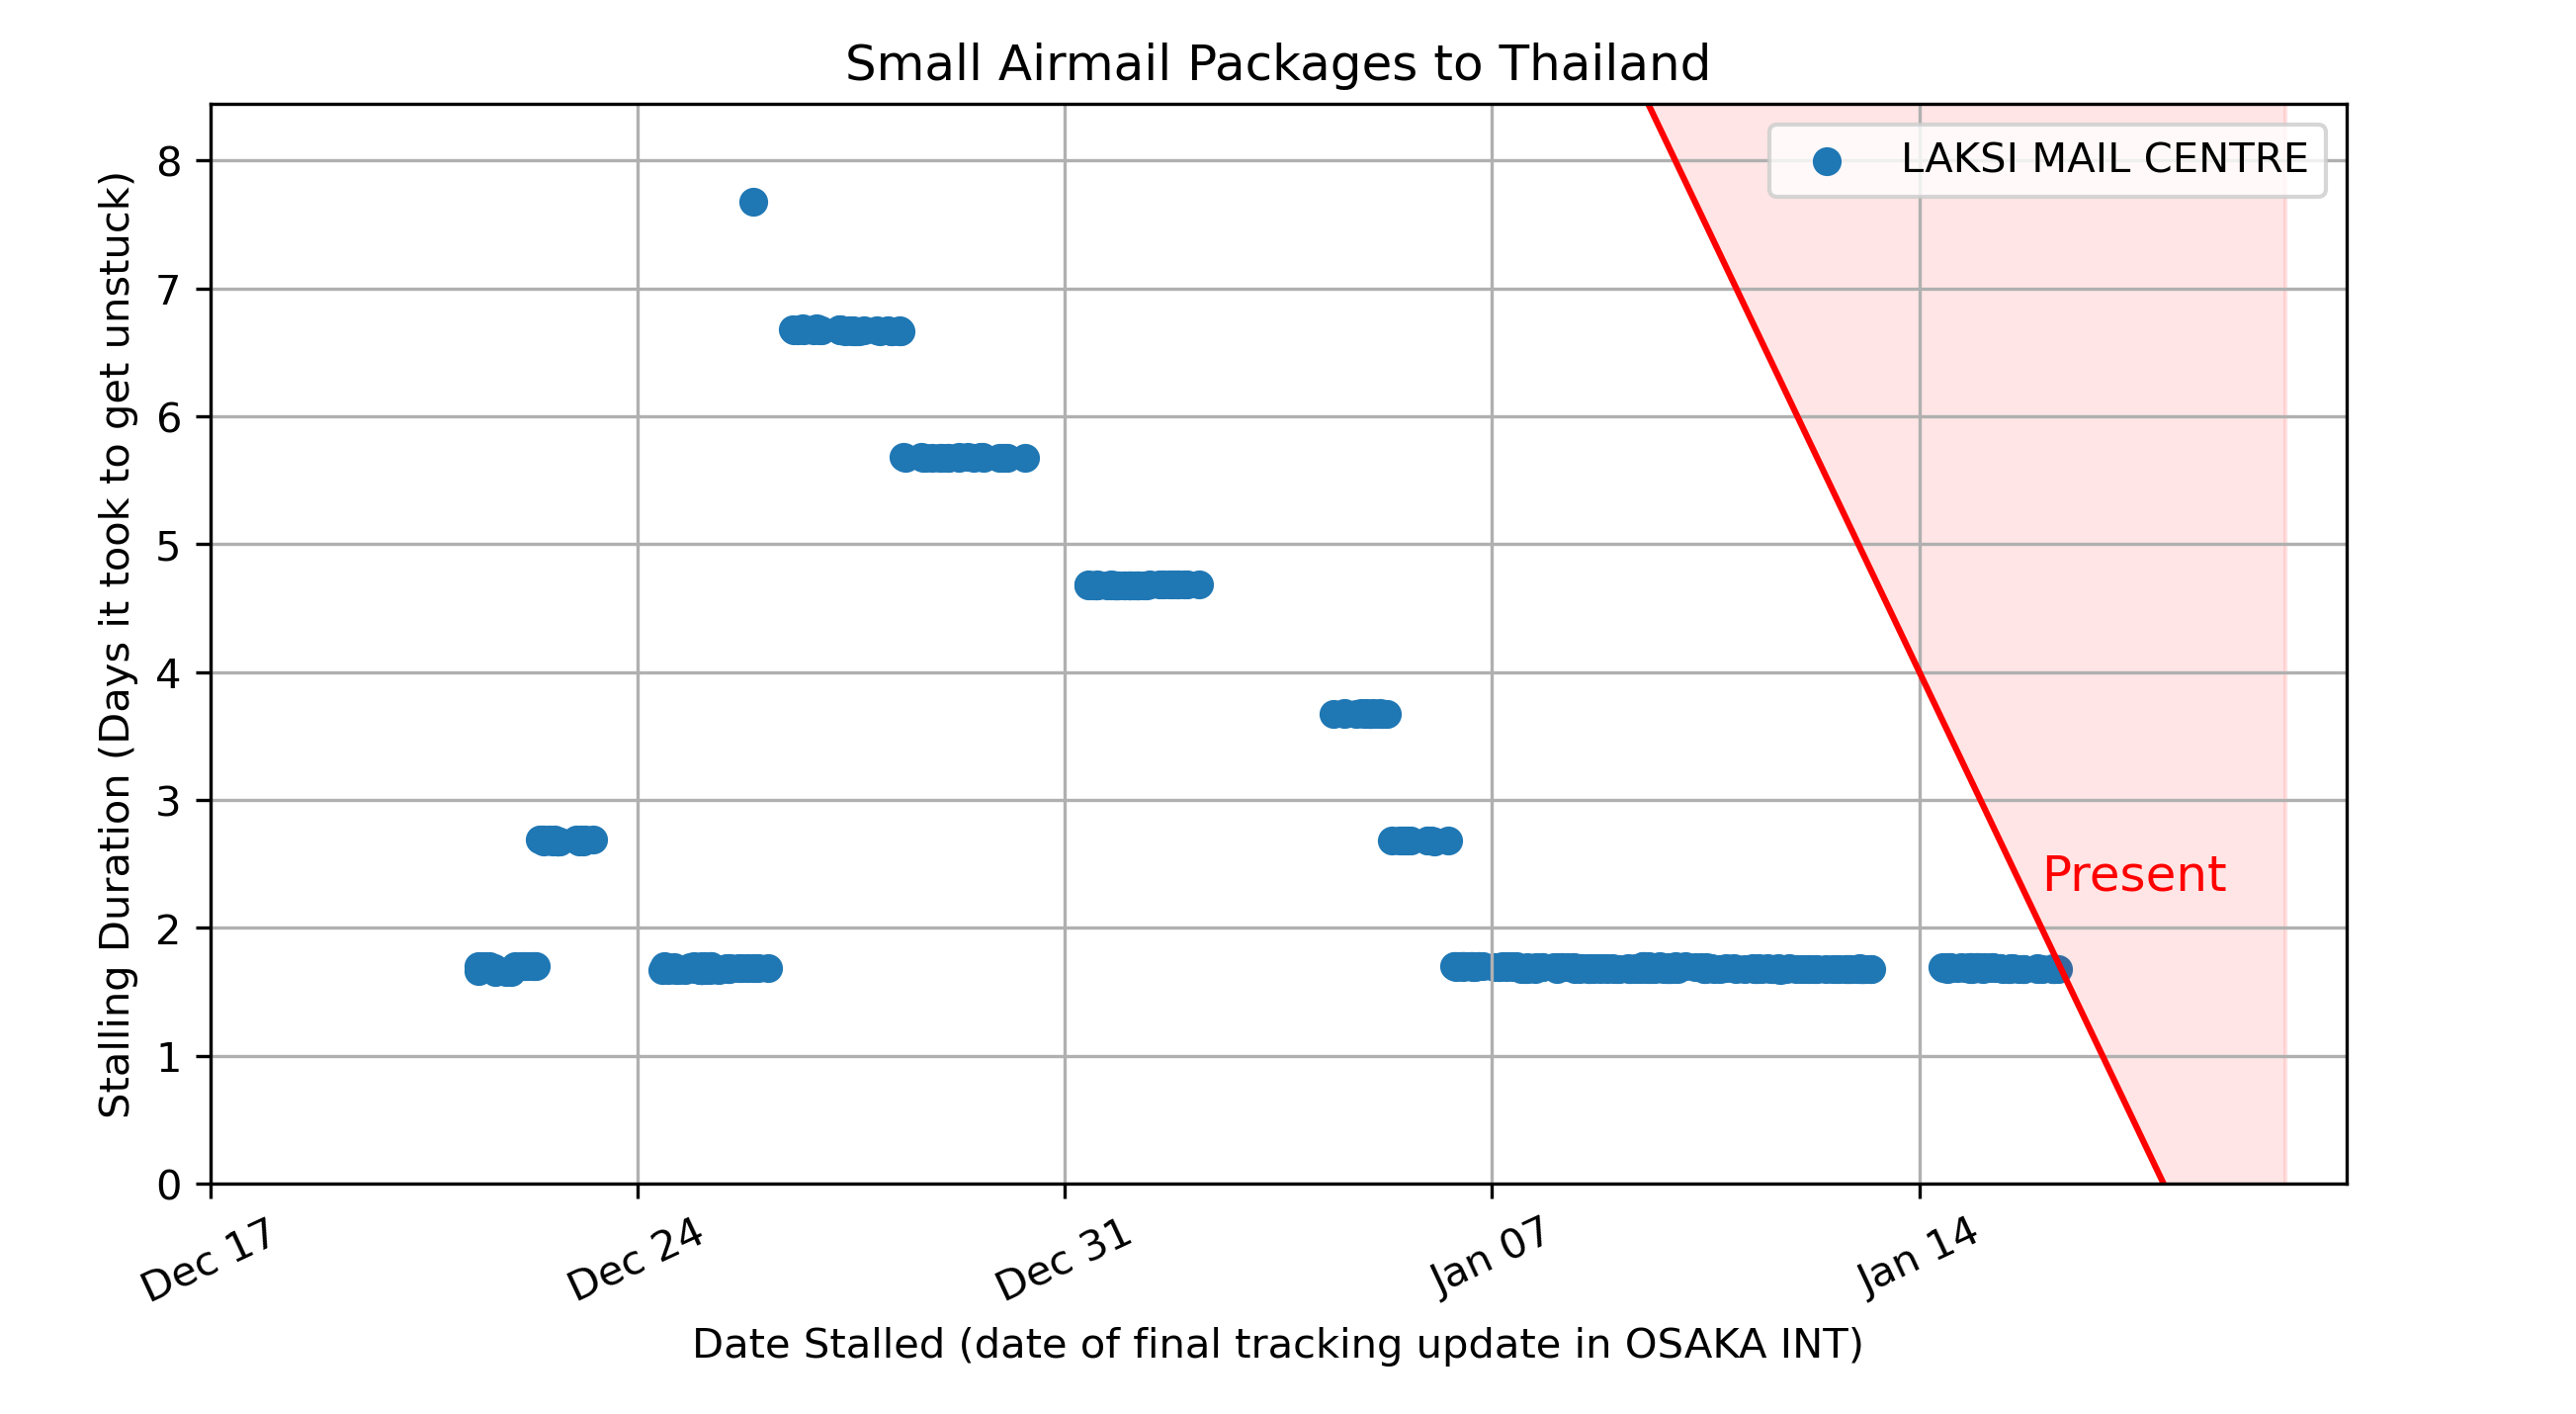 Small Airmail Packages to Thailand
Stalling Duration (Days it took to get unstuck)
8
7
6
5
4
3
2
1
0
LAKSI MAIL CENTRE
Present
Dec 17
Dec 24
Dec 31
Jan 07
Jan 14
Date Stalled (date of final tracking update in OSAKA INT)